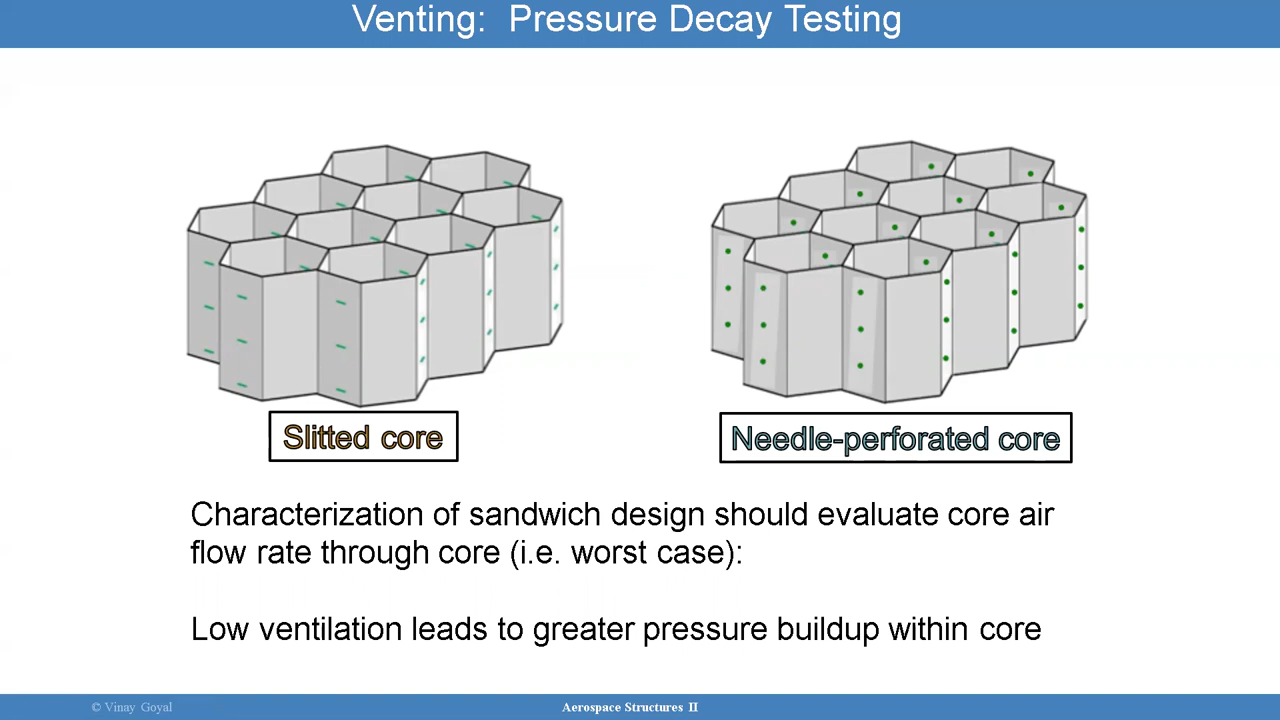 Venting:  Pressure Decay Testing
Slitted core
Needle-perforated core
Characterization of sandwich design should evaluate core air
flow rate through core (i.e. worst case):
Low ventilation leads to greater pressure buildup within core
© Vinay Goyal
Aerospace Structures II